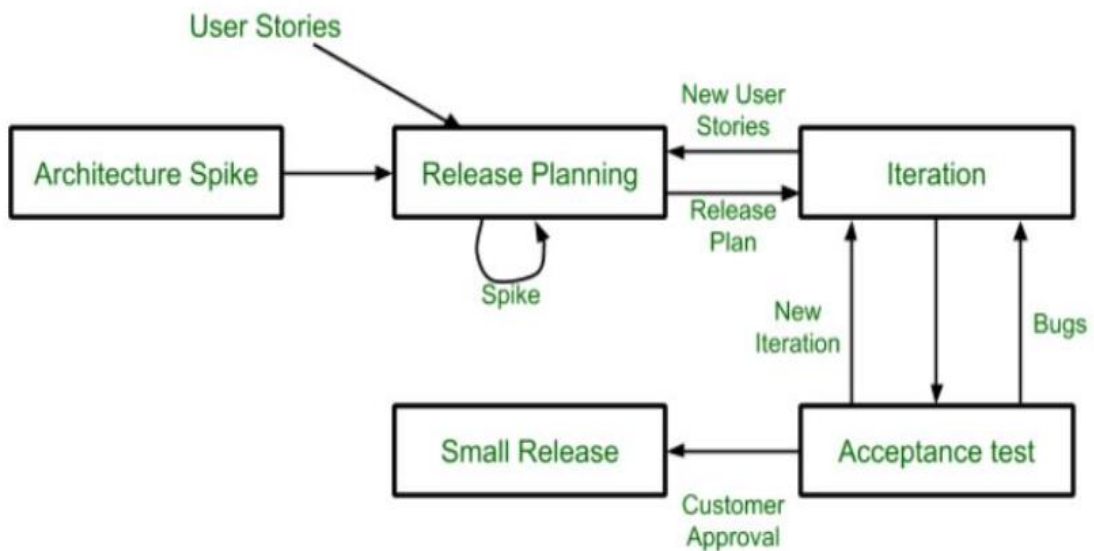 User Stories
New User
Stories
Architecture Spike
Release Planning
Iteration
Release
Plan
Spike
New
Iteration
Bugs
Small Release
Acceptance test
Customer
Approval